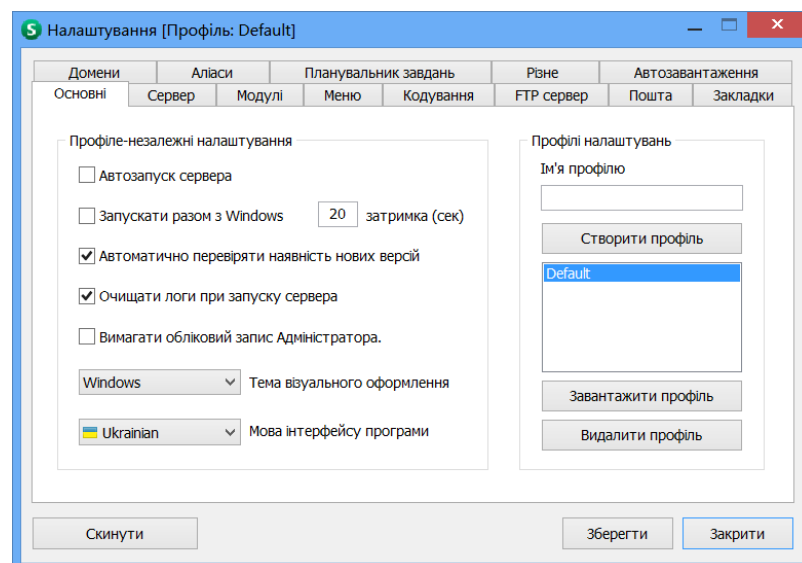 S Налаштування [Профіль: Default]
Домени Аліаси Планувальник завдань Різне Автозавантаження
Основні Сервер Модулі Меню Кодування FTP сервер Пошта Закладки
Профіле-незалежні налаштування
Автозапуск сервера
Запускати разом з Windows 20 затримка (сек)
Автоматично перевіряти наявність нових версій
Очищати логи при запуску сервера
Вимагати обліковий запис Адміністратора.
Windows Тема візуального оформлення
Ukrainian Мова інтерфейсу програми
Профілі налаштувань
Ім'я профілю
Створити профіль
Default
Завантажити профіль
Видалити профіль
Скинути Зберегти Закрити